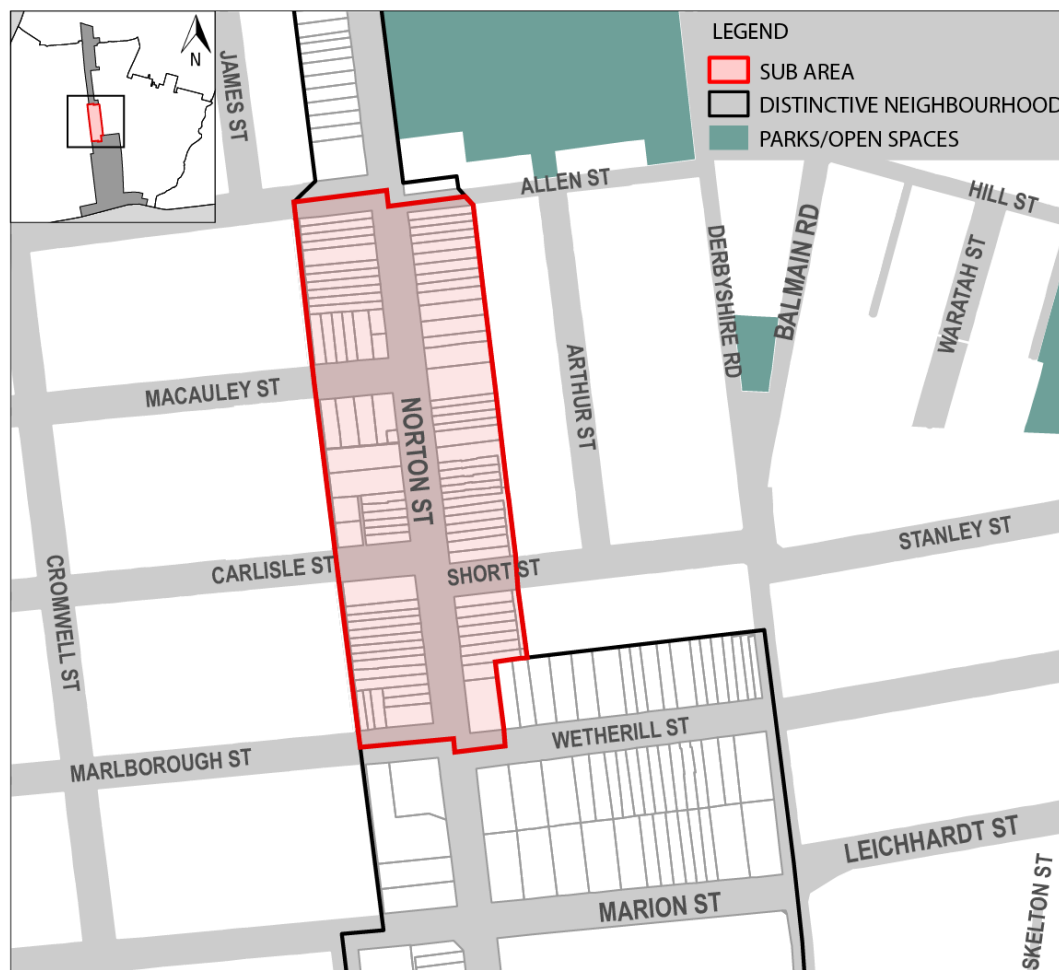 LEGEND
SUB AREA
DISTINCTIVE NEIGHBOURHOOD
PARKS/OPEN SPACES
N
JAMES ST
ALLEN ST
HILL ST
DERBYSHIRE RD
BALMAIN RD
WARATAH ST
MACAULEY ST
NORTON ST
ARTHUR ST
CARLISLE ST
SHORT ST
STANLEY ST
CROMWELL ST
WETHERILL ST
MARLBOROUGH ST
LEICHHARDT ST
MARION ST
SKELTON ST